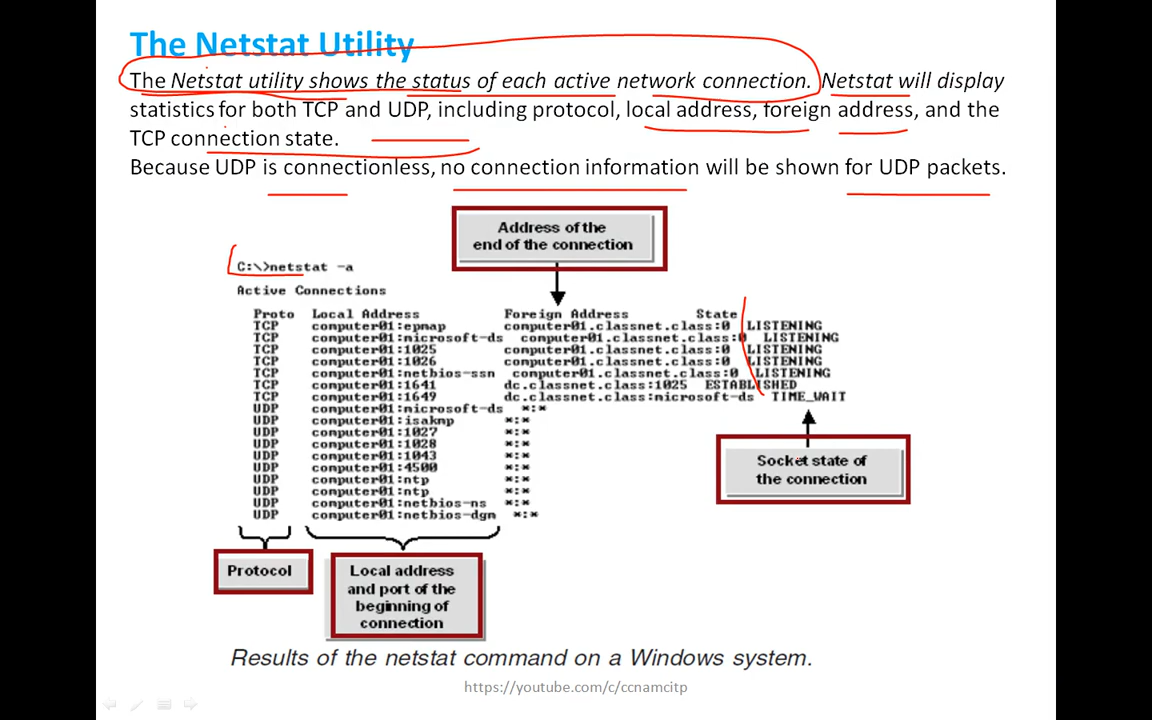 The Netstat Utility
The Netstat utility shows the status of each active network connection. Netstat will display
statistics for both TCP and UDP, including protocol, local address, foreign address, and the
TCP connection state.
Because UDP is connectionless, no connection information will be shown for UDP packets.
Address of the
end of the connection
C:\>netstat -a
Active Connections
Proto Local Address Foreign Address State
TCP computer01:epmap computer01.classnet.class:0 LISTENING
TCP computer01:microsoft-ds computer01.classnet.class:0 LISTENING
TCP computer01:1025 computer01.classnet.class:0 LISTENING
TCP computer01:1026 computer01.classnet.class:0 LISTENING
TCP computer01:netbios-ssn computer01.classnet.class:0 LISTENING
TCP computer01:1641 dc.classnet.class:1025 ESTABLISHED
TCP computer01:1649 dc.classnet.class:microsoft-ds TIME_WAIT
UDP computer01:microsoft-ds *:*
UDP computer01:isakmp *:*
UDP computer01:1027 *:*
UDP computer01:1028 *:*
UDP computer01:1043 *:*
UDP computer01:4500 *:*
UDP computer01:ntp *:*
UDP computer01:ntp *:*
UDP computer01:netbios-ns *:*
UDP computer01:netbios-dgm *:*
Socket state of
the connection
Protocol
Local address
and port of the
beginning of
connection
Results of the netstat command on a Windows system.
https://youtube.com/c/ccnamcitp